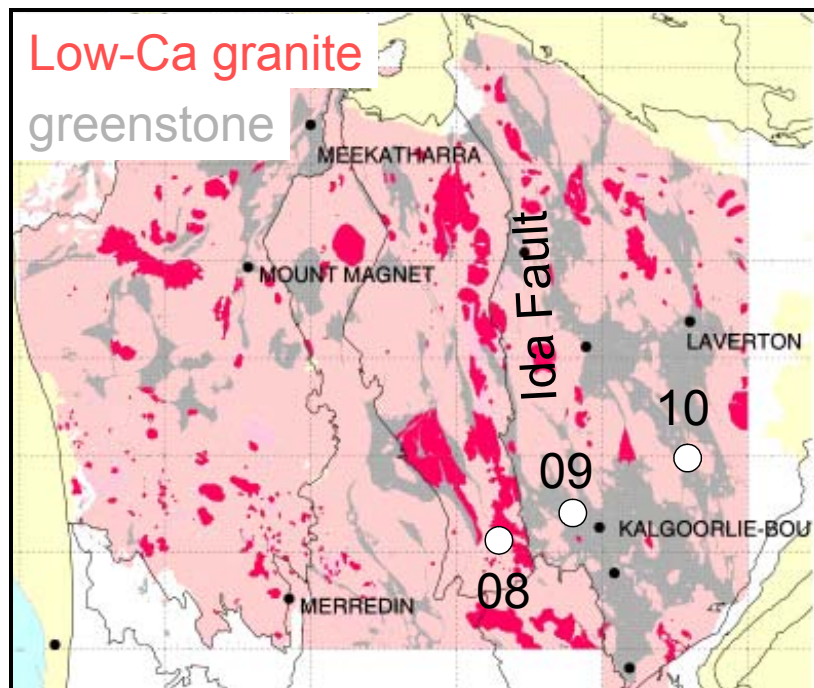 Low-Ca granite
greenstone
MEEKATHARRA
MOUNT MAGNET
Ida Fault
LAVERTON
10
09
KALGOORLIE-BOU
08
MERREDIN